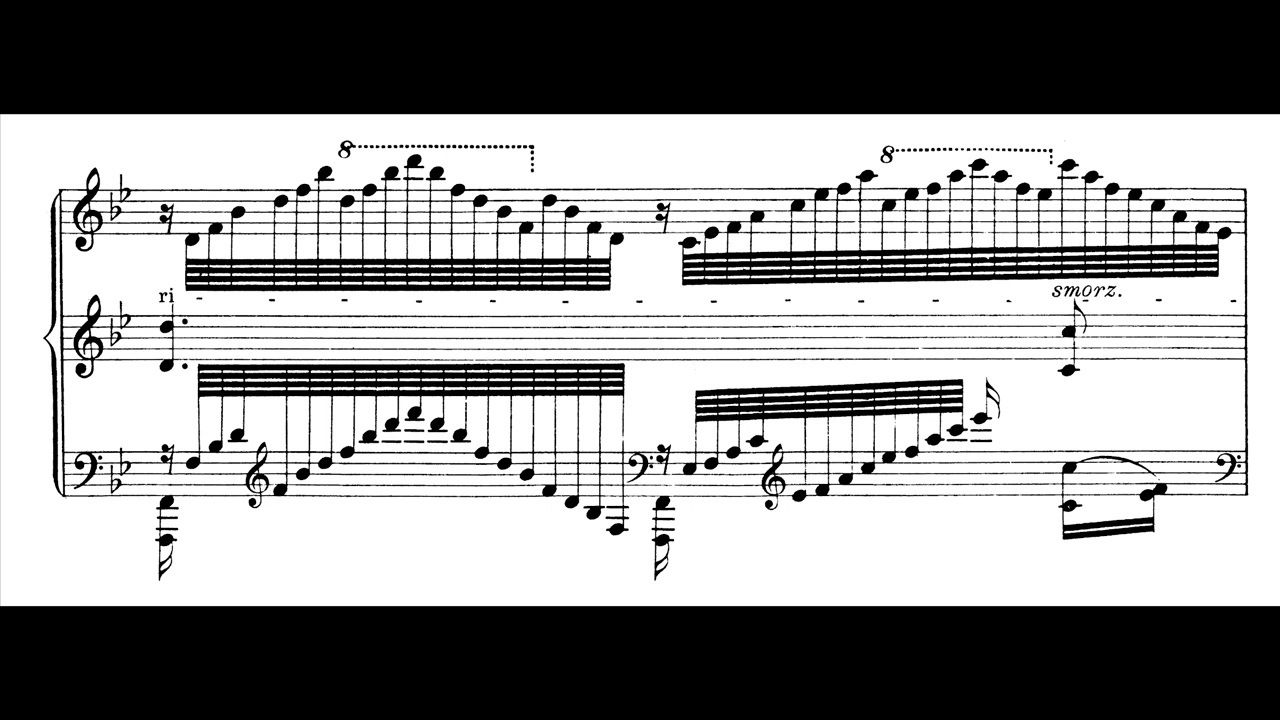 8
8
ri - - - - - - - - - - - - - - -
smorz.